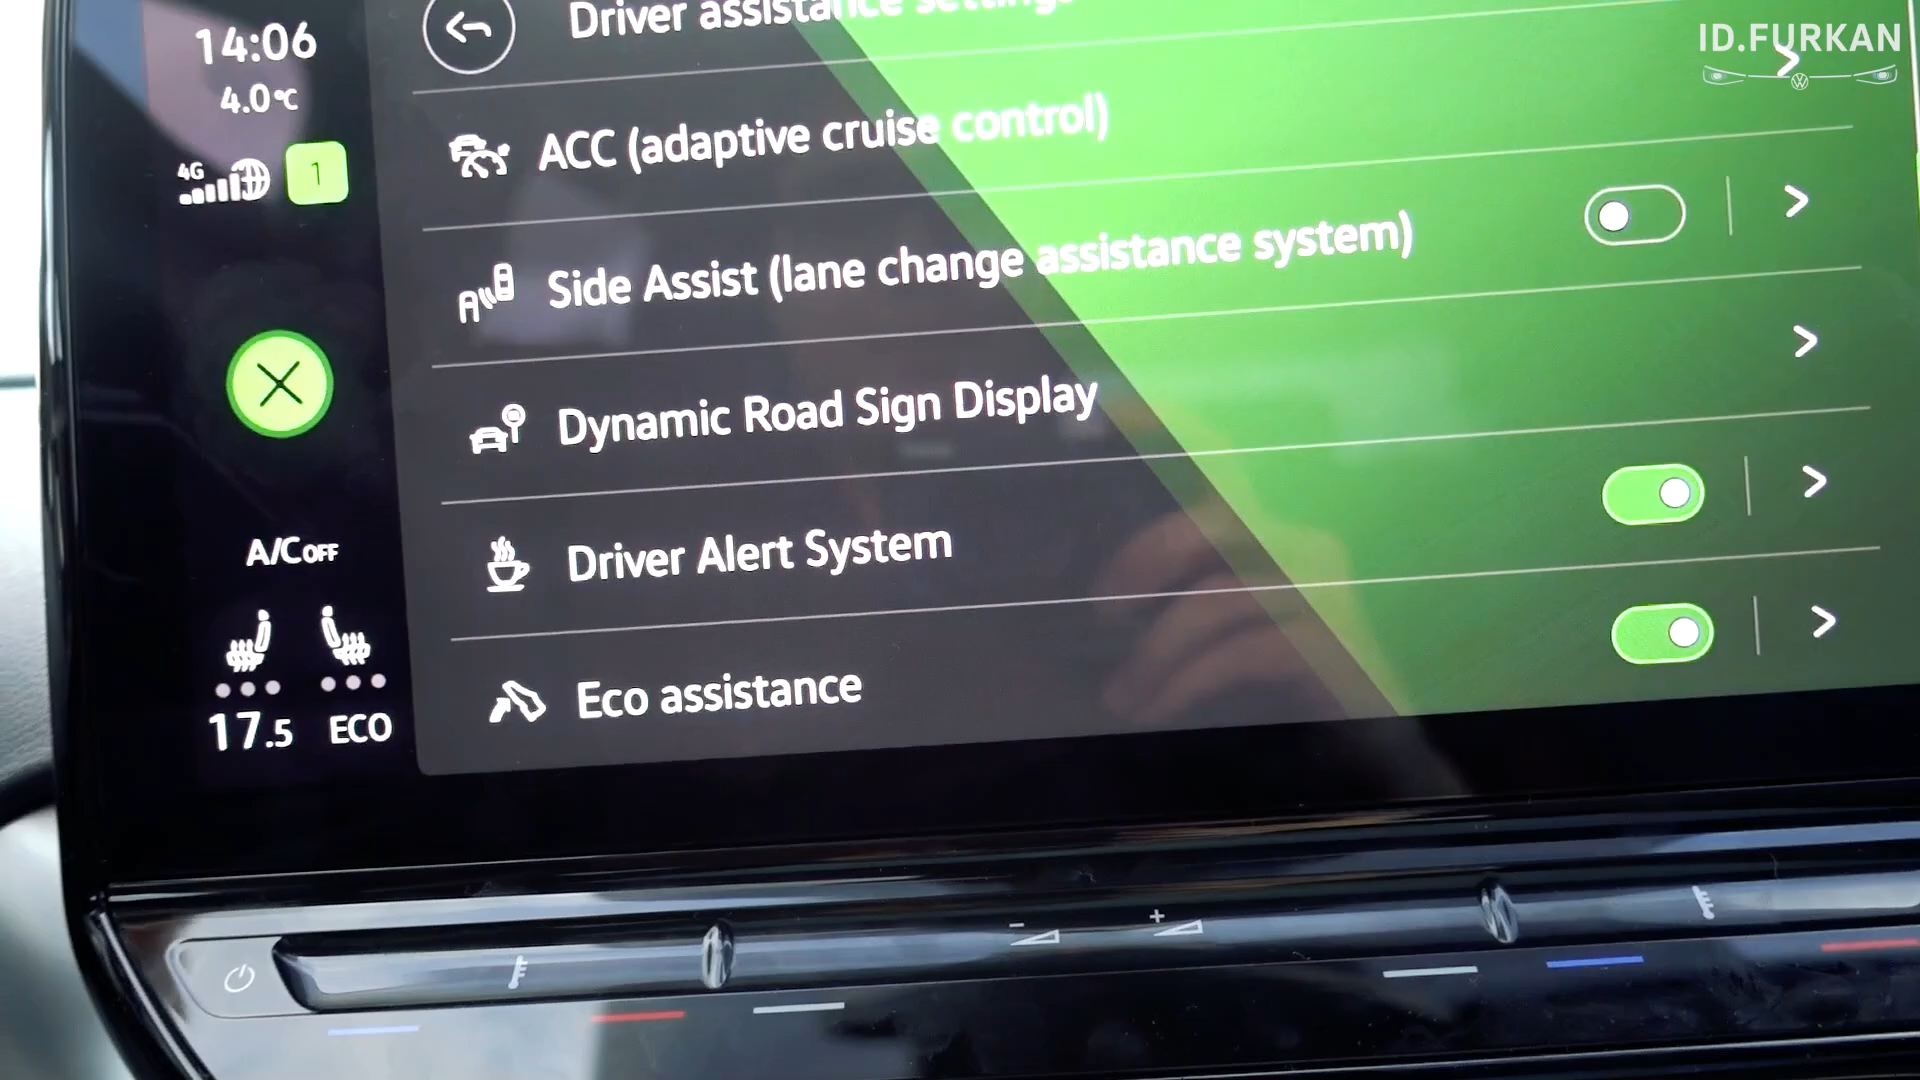 14:06
4.0°C
4G
1
A/C OFF
17.5 ECO
Driver assistance settings
ACC (adaptive cruise control)
Side Assist (lane change assistance system)
Dynamic Road Sign Display
Driver Alert System
Eco assistance
ID.FURKAN